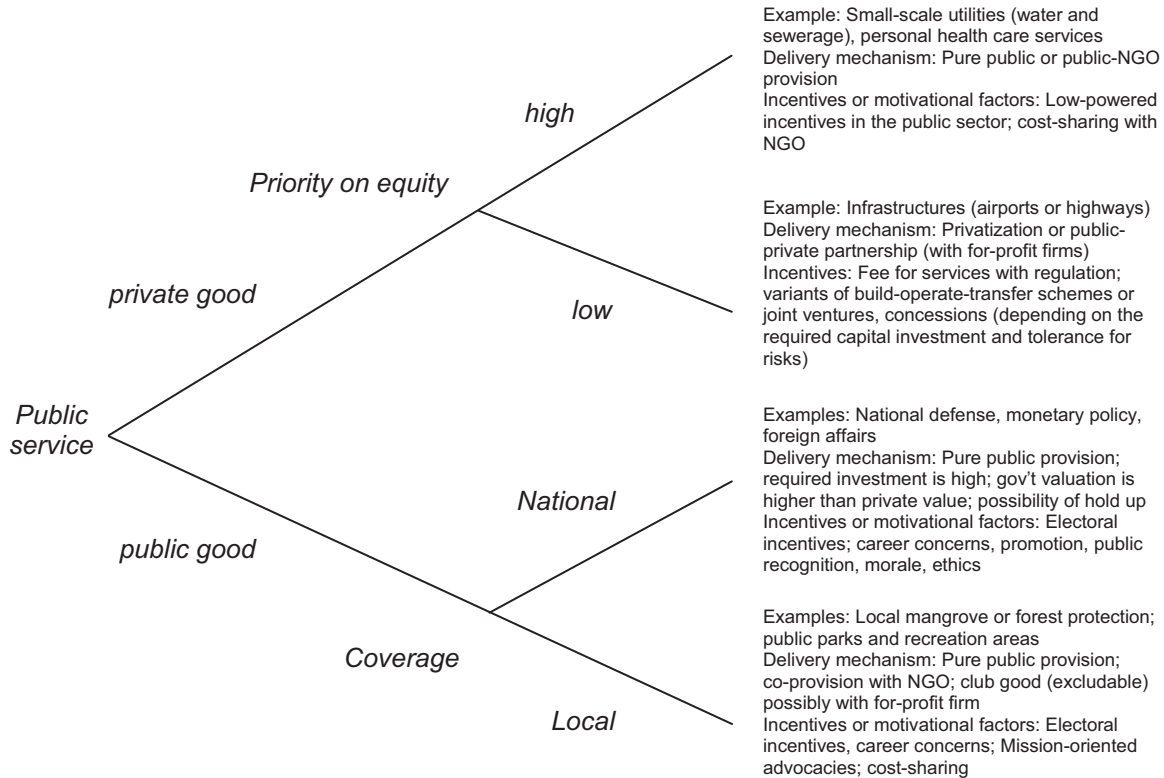 Example: Small-scale utilities (water and
sewerage), personal health care services
Delivery mechanism: Pure public or public-NGO
provision
Incentives or motivational factors: Low-powered
incentives in the public sector; cost-sharing with
NGO
high
Priority on equity
Example: Infrastructures (airports or highways)
Delivery mechanism: Privatization or public-
private partnership (with for-profit firms)
Incentives: Fee for services with regulation;
variants of build-operate-transfer schemes or
joint ventures, concessions (depending on the
required capital investment and tolerance for
risks)
private good
low
Public
service
Examples: National defense, monetary policy,
foreign affairs
Delivery mechanism: Pure public provision;
required investment is high; gov't valuation is
higher than private value; possibility of hold up
Incentives or motivational factors: Electoral
incentives; career concerns, promotion, public
recognition, morale, ethics
National
public good
Coverage
Local
Examples: Local mangrove or forest protection;
public parks and recreation areas
Delivery mechanism: Pure public provision;
co-provision with NGO; club good (excludable)
possibly with for-profit firm
Incentives or motivational factors: Electoral
incentives, career concerns; Mission-oriented
advocacies; cost-sharing